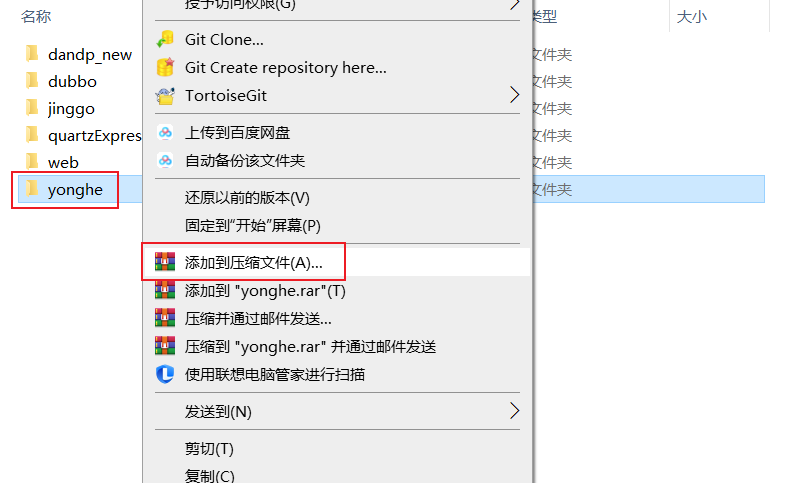 名称
类型
大小
授予访问权限(G)
dandp_new
dubbo
jinggo
quartzExpres
web
yonghe
文件夹
文件夹
文件夹
文件夹
文件夹
文件夹
Git Clone...
Git Create repository here...
TortoiseGit
上传到百度网盘
自动备份该文件夹
还原以前的版本(V)
固定到"开始"屏幕(P)
添加到压缩文件(A)...
添加到 "yonghe.rar"(T)
压缩并通过邮件发送...
压缩到 "yonghe.rar" 并通过邮件发送
使用联想电脑管家进行扫描
发送到(N)
剪切(T)
复制(C)